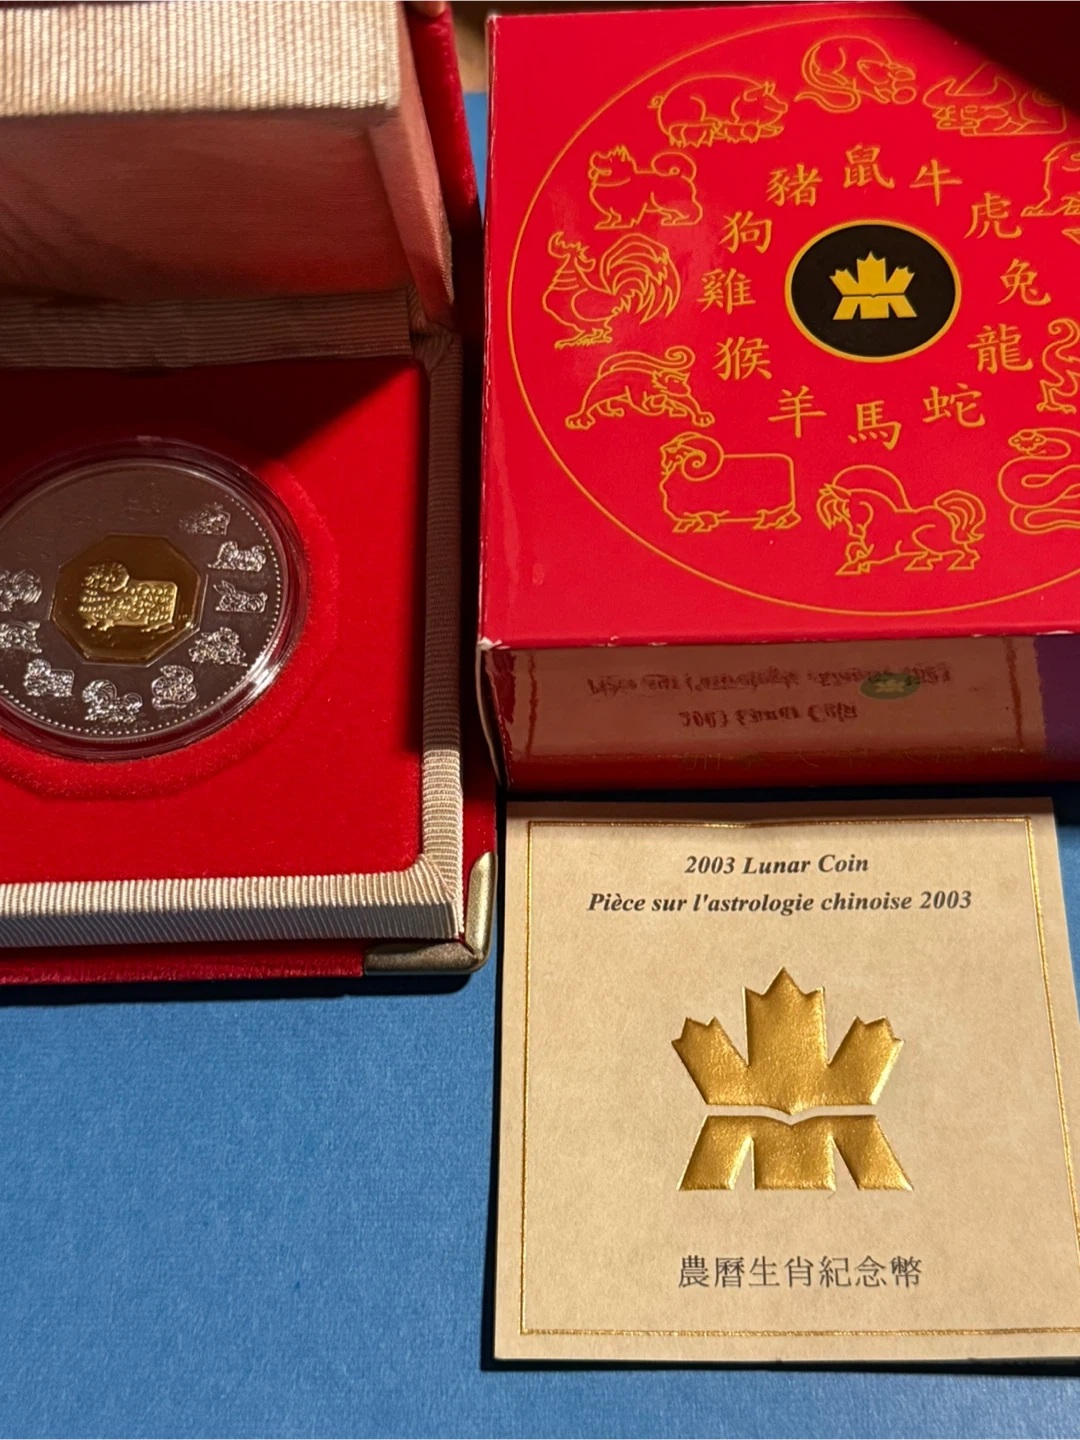 鼠
牛
虎
兔
龍
蛇
馬
羊
猴
雞
狗
豬
2003 Lunar Coin
Pièce sur l'astrologie chinoise 2003
農曆生肖紀念幣